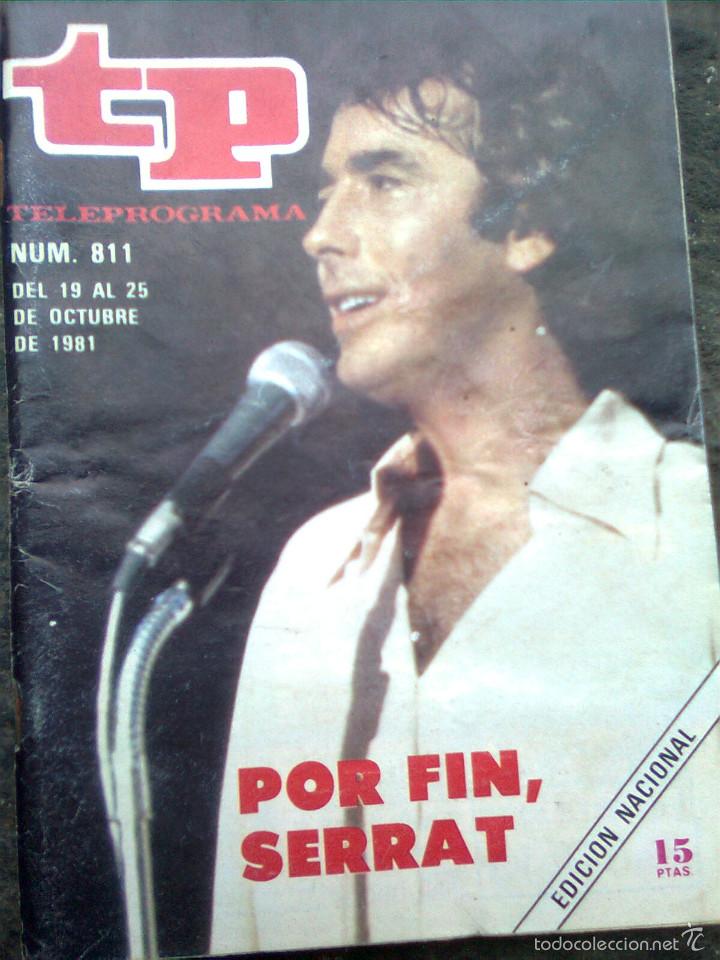 tp
TELEPROGRAMA
NUM. 811
DEL 19 AL 25
DE OCTUBRE
DE 1981
POR FIN,
SERRAT
EDICION NACIONAL
15
PTAS
todocoleccion.net TC